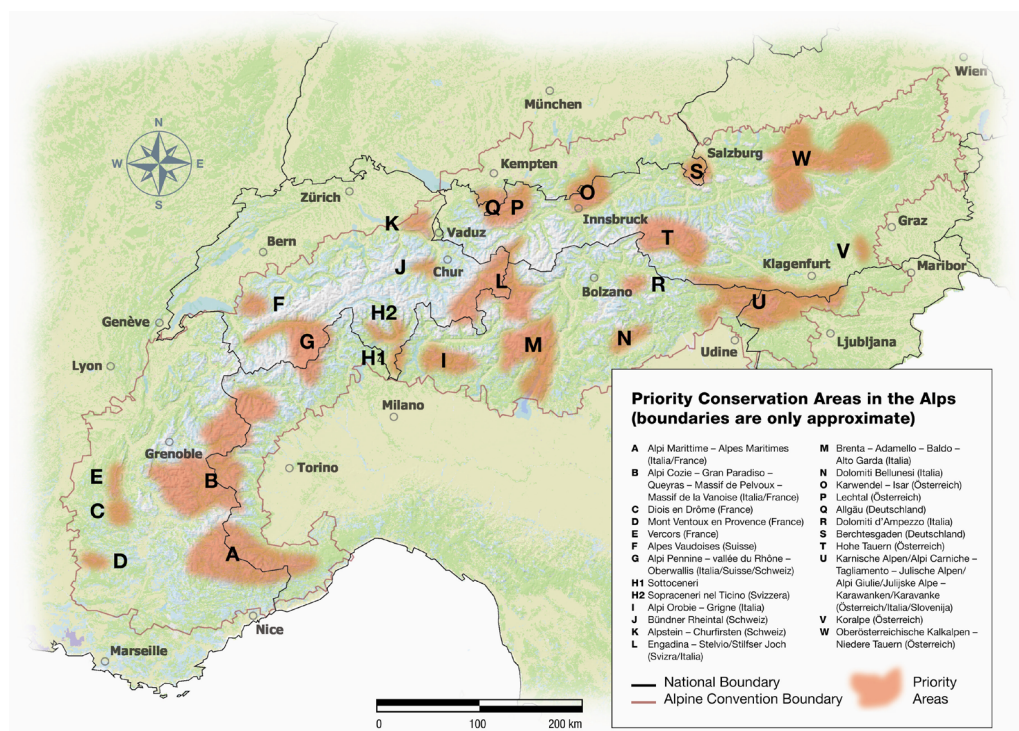 Wien
München
N
W
E
S
Salzburg
W
Kempten
S
Zürich
Q
P
O
Innsbruck
Graz
K
Vaduz
T
V
Bern
J
Chur
Klagenfurt
Maribor
L
Bolzano
R
F
H2
U
Genève
G
N
Ljubljana
H1
I
M
Udine
Lyon
Milano
Grenoble
Torino
E
B
C
A
D
Nice
Marseille
0
100
200 km
Priority Conservation Areas in the Alps
(boundaries are only approximate)
A Alpi Marittime – Alpes Maritimes
(Italia/France)
B Alpi Cozie – Gran Paradiso –
Queyras – Massif de Pelvoux –
Massif de la Vanoise (Italia/France)
C Diois en Drôme (France)
D Mont Ventoux en Provence (France)
E Vercors (France)
F Alpes Vaudoises (Suisse)
G Alpi Pennine – vallée du Rhône –
Oberwallis (Italia/Suisse/Schweiz)
H1 Sottoceneri
H2 Sopraceneri nel Ticino (Svizzera)
I Alpi Orobie – Grigne (Italia)
J Bündner Rheintal (Schweiz)
K Alpstein – Churfirsten (Schweiz)
L Engadina – Stelvio/Stilfser Joch
(Svizra/Italia)
M Brenta – Adamello – Baldo –
Alto Garda (Italia)
N Dolomiti Bellunesi (Italia)
O Karwendel – Isar (Österreich)
P Lechtal (Österreich)
Q Allgäu (Deutschland)
R Dolomiti d'Ampezzo (Italia)
S Berchtesgaden (Deutschland)
T Hohe Tauern (Österreich)
U Karnische Alpen/Alpi Carniche –
Tagliamento – Julische Alpen/
Alpi Giulie/Julijske Alpe –
Karawanken/Karavanke
(Österreich/Italia/Slovenija)
V Koralpe (Österreich)
W Oberösterreichische Kalkalpen –
Niedere Tauern (Österreich)
National Boundary
Alpine Convention Boundary
Priority
Areas